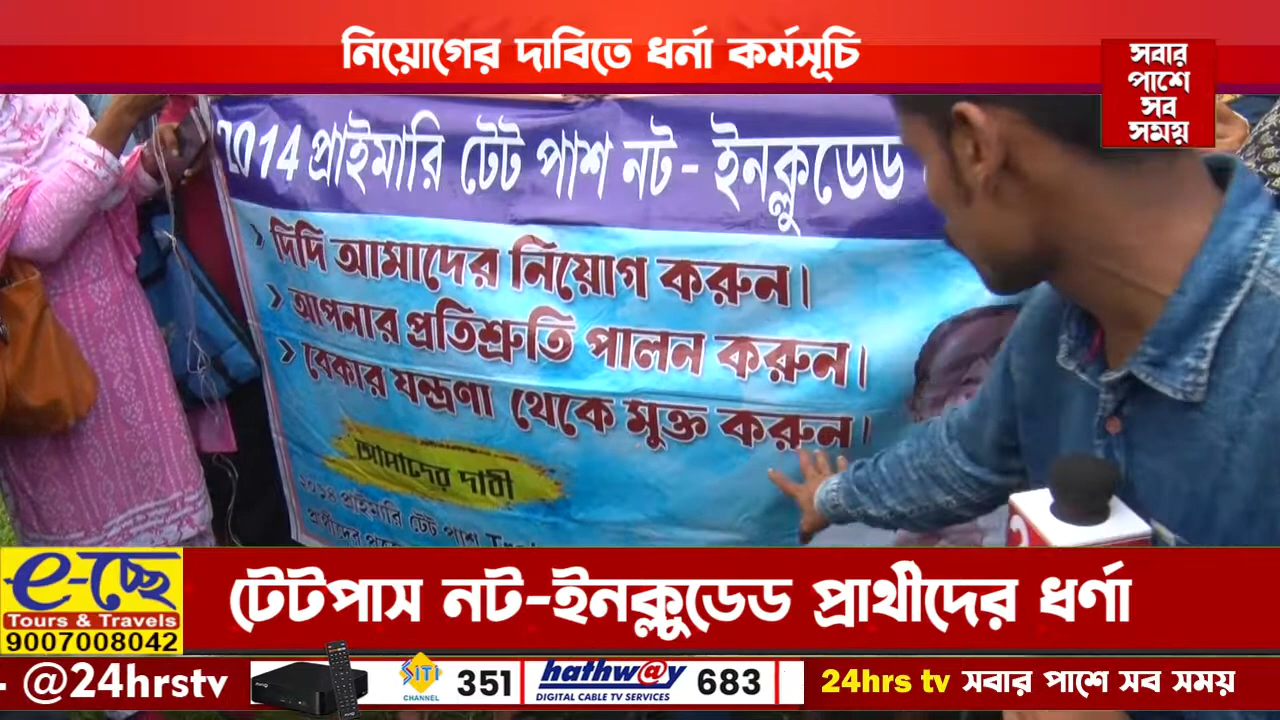 নিয়োগের দাবিতে ধর্না কর্মসূচি
সবার
পাশে
সব
সময়
2014 প্রাইমারি টেট পাশ নট - ইনক্লুডেড
› দিদি আমাদের নিয়োগ করুন।
› আপনার প্রতিশ্রুতি পালন করুন।
› বেকার যন্ত্রণা থেকে মুক্ত করুন।
আমাদের দাবী
২০১৪ প্রাইমারি টেট পাশ
e-চ্ছে
Tours & Travels
9007008042
টেটপাস নট-ইনক্লুডেড প্রার্থীদের ধর্ণা
- @24hrstv
SITI
CHANNEL
351
hathw@y
DIGITAL CABLE TV SERVICES
683
24hrs tv সবার পাশে সব সময়